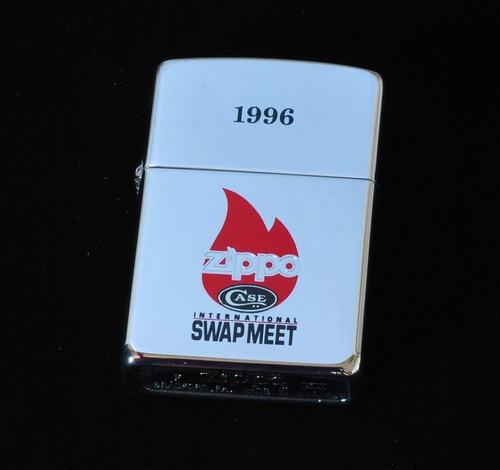 1996
zippo
CASE
INTERNATIONAL
SWAP MEET